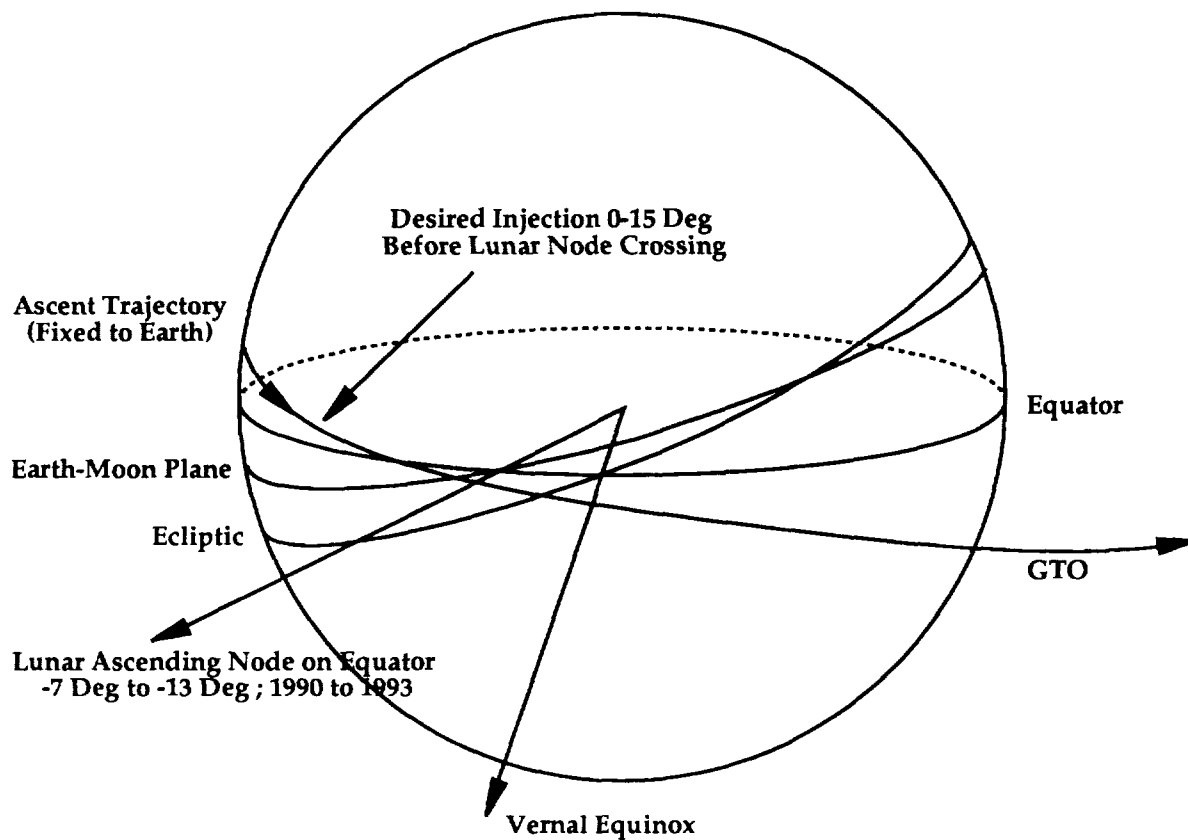 Desired Injection 0-15 Deg
Before Lunar Node Crossing
Ascent Trajectory
(Fixed to Earth)
Equator
Earth-Moon Plane
Ecliptic
GTO
Lunar Ascending Node on Equator
-7 Deg to -13 Deg ; 1990 to 1993
Vernal Equinox